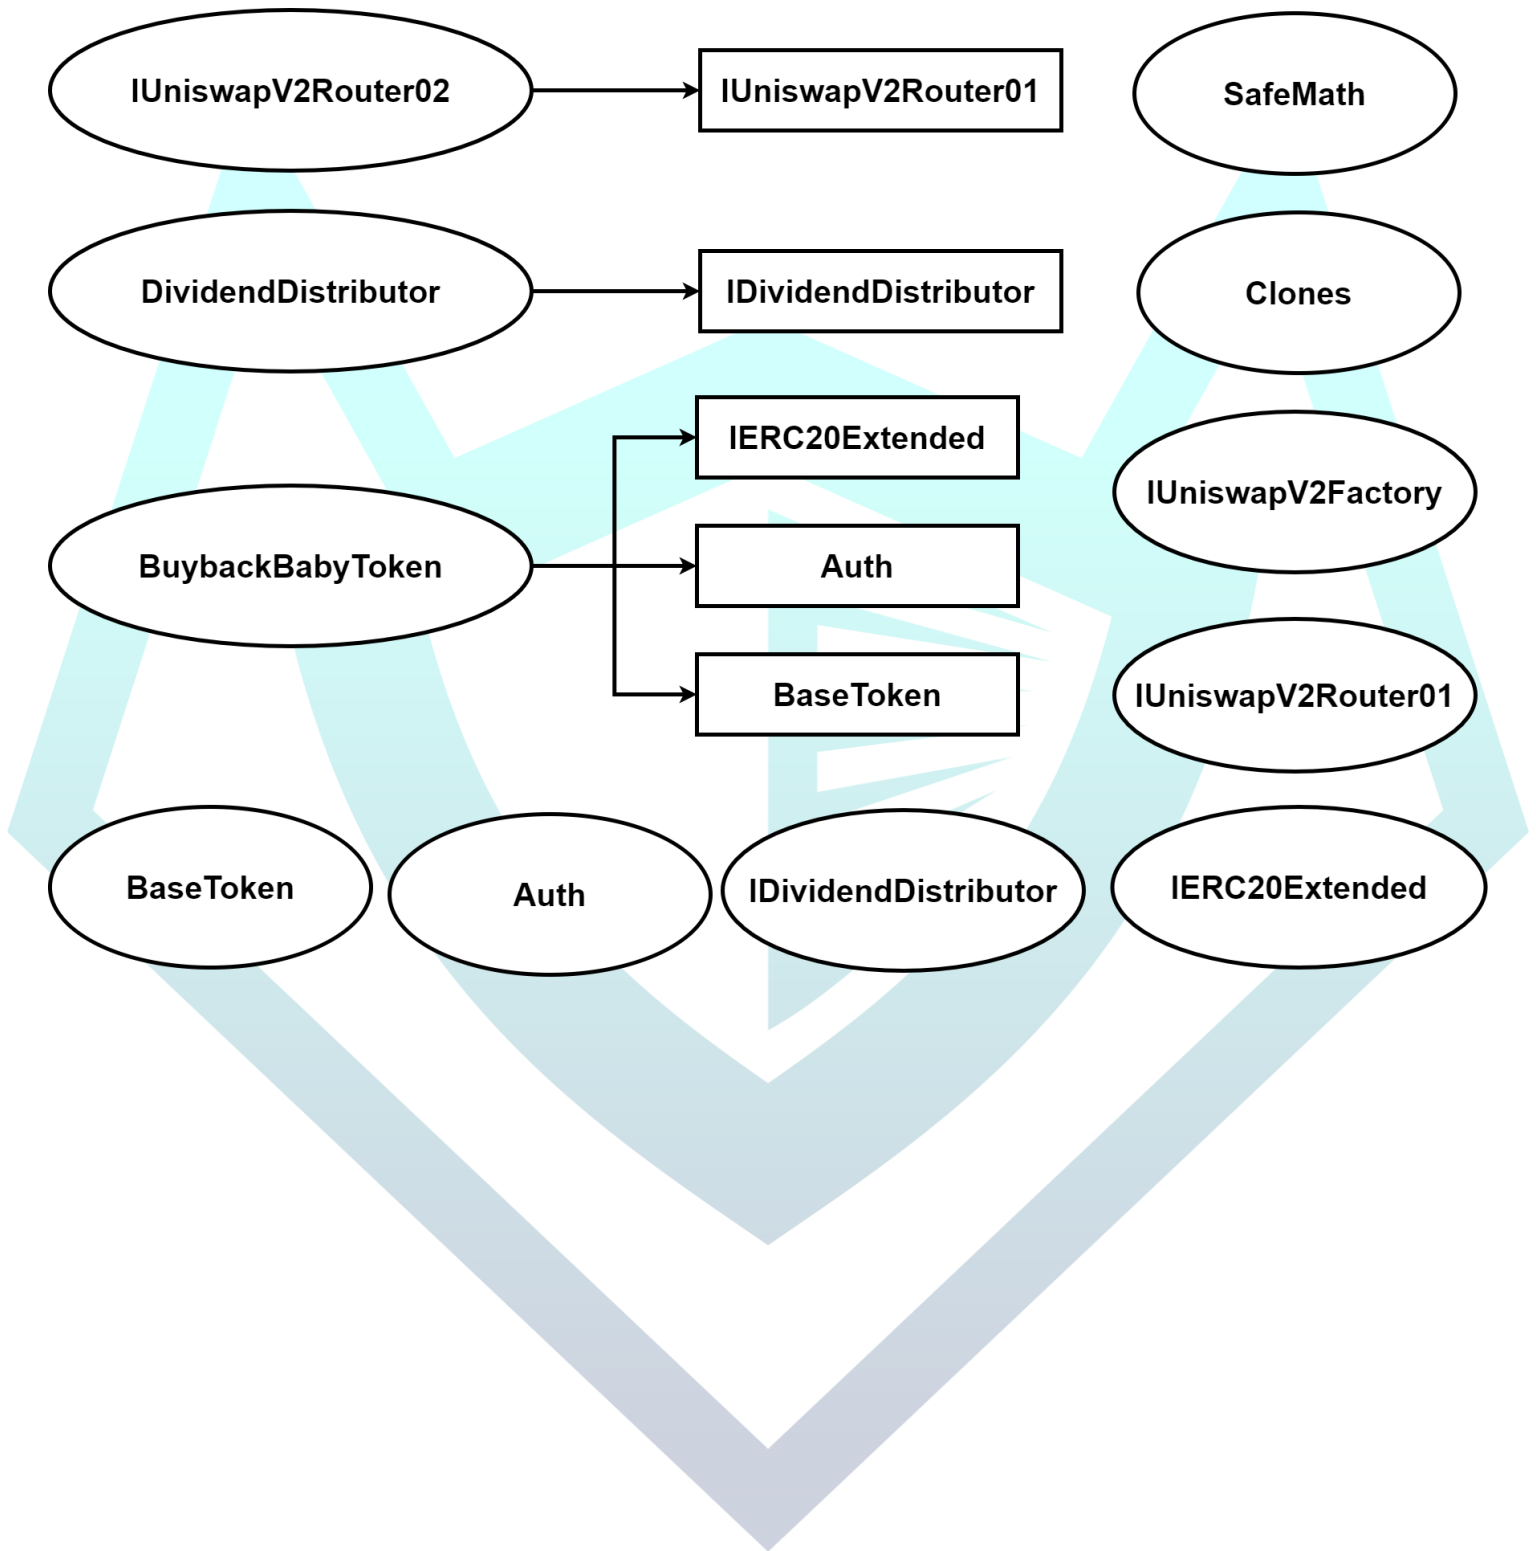 IUniswapV2Router02
IUniswapV2Router01
SafeMath
DividendDistributor
IDividendDistributor
Clones
IERC20Extended
IUniswapV2Factory
BuybackBabyToken
Auth
BaseToken
IUniswapV2Router01
BaseToken
Auth
IDividendDistributor
IERC20Extended